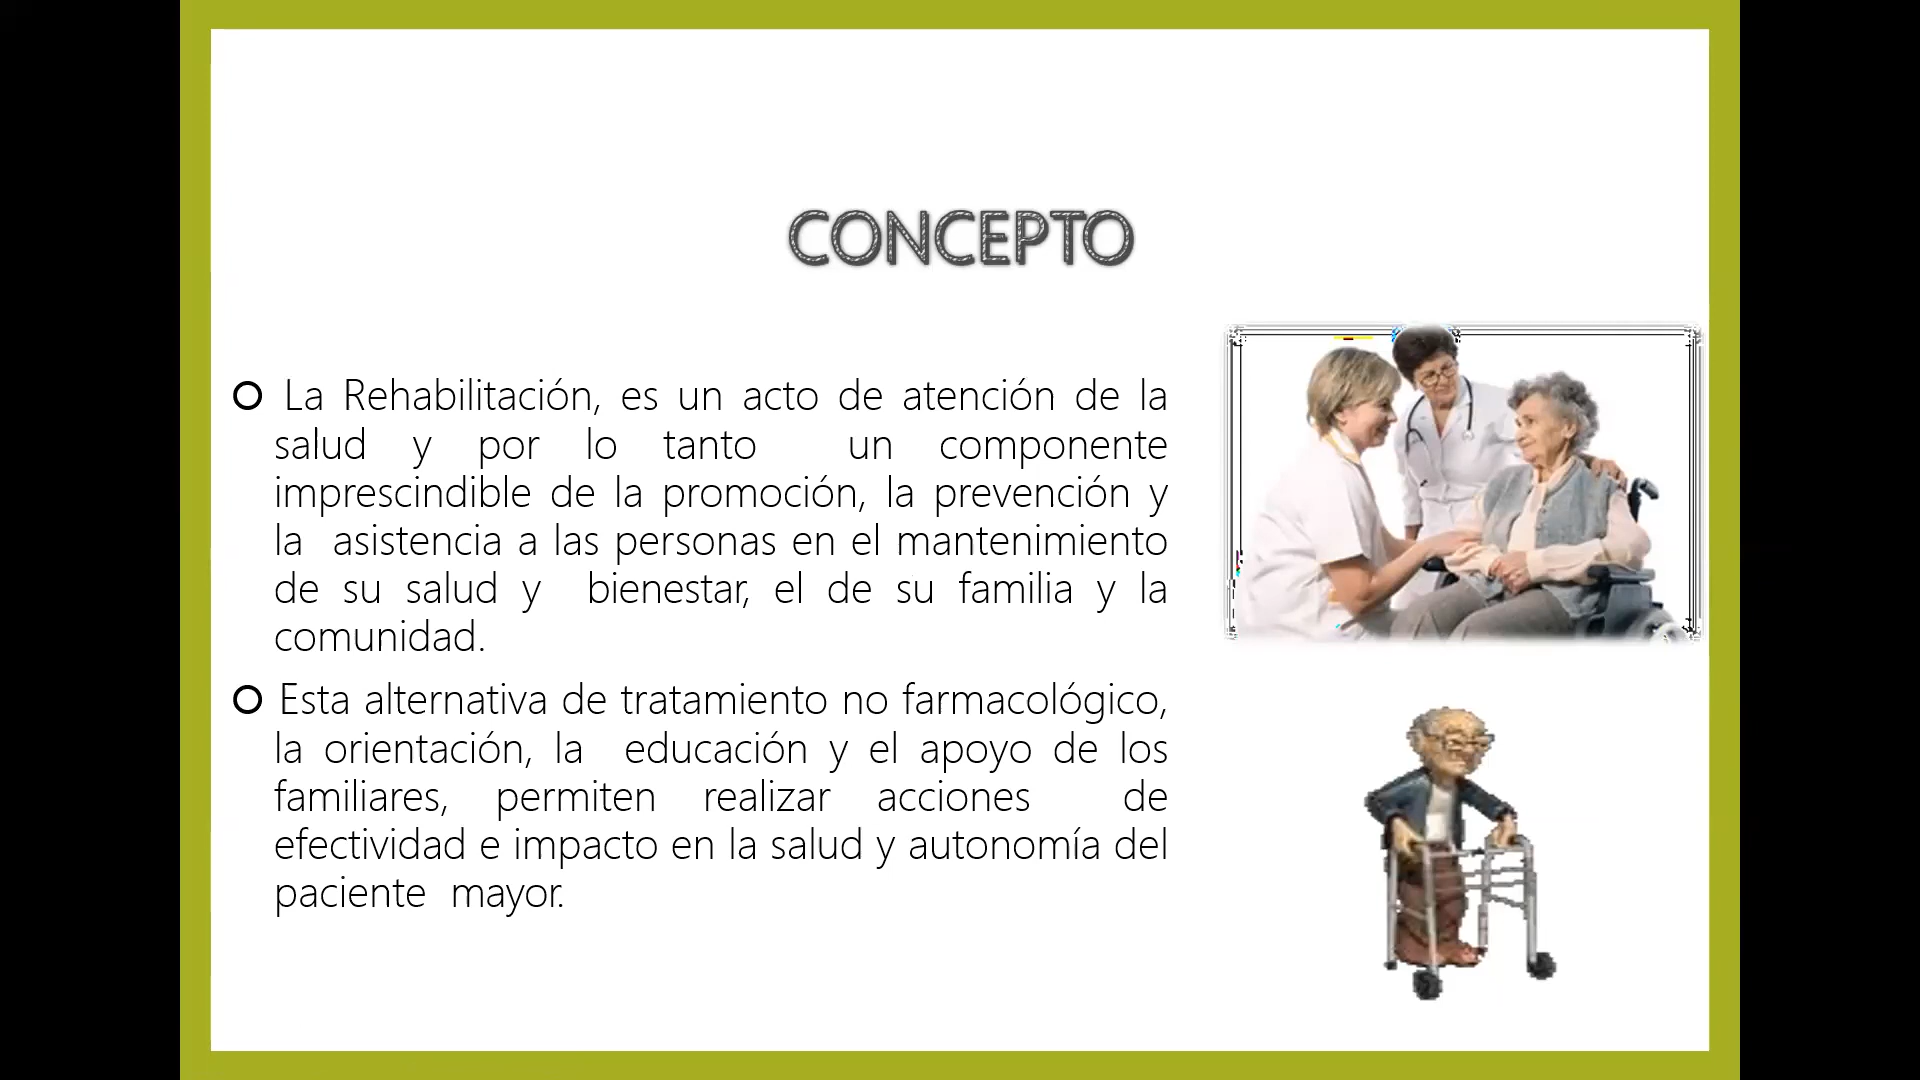 CONCEPTO
La Rehabilitación, es un acto de atención de la
salud y por lo tanto un componente
imprescindible de la promoción, la prevención y
la asistencia a las personas en el mantenimiento
de su salud y bienestar, el de su familia y la
comunidad.
Esta alternativa de tratamiento no farmacológico,
la orientación, la educación y el apoyo de los
familiares, permiten realizar acciones de
efectividad e impacto en la salud y autonomía del
paciente mayor.